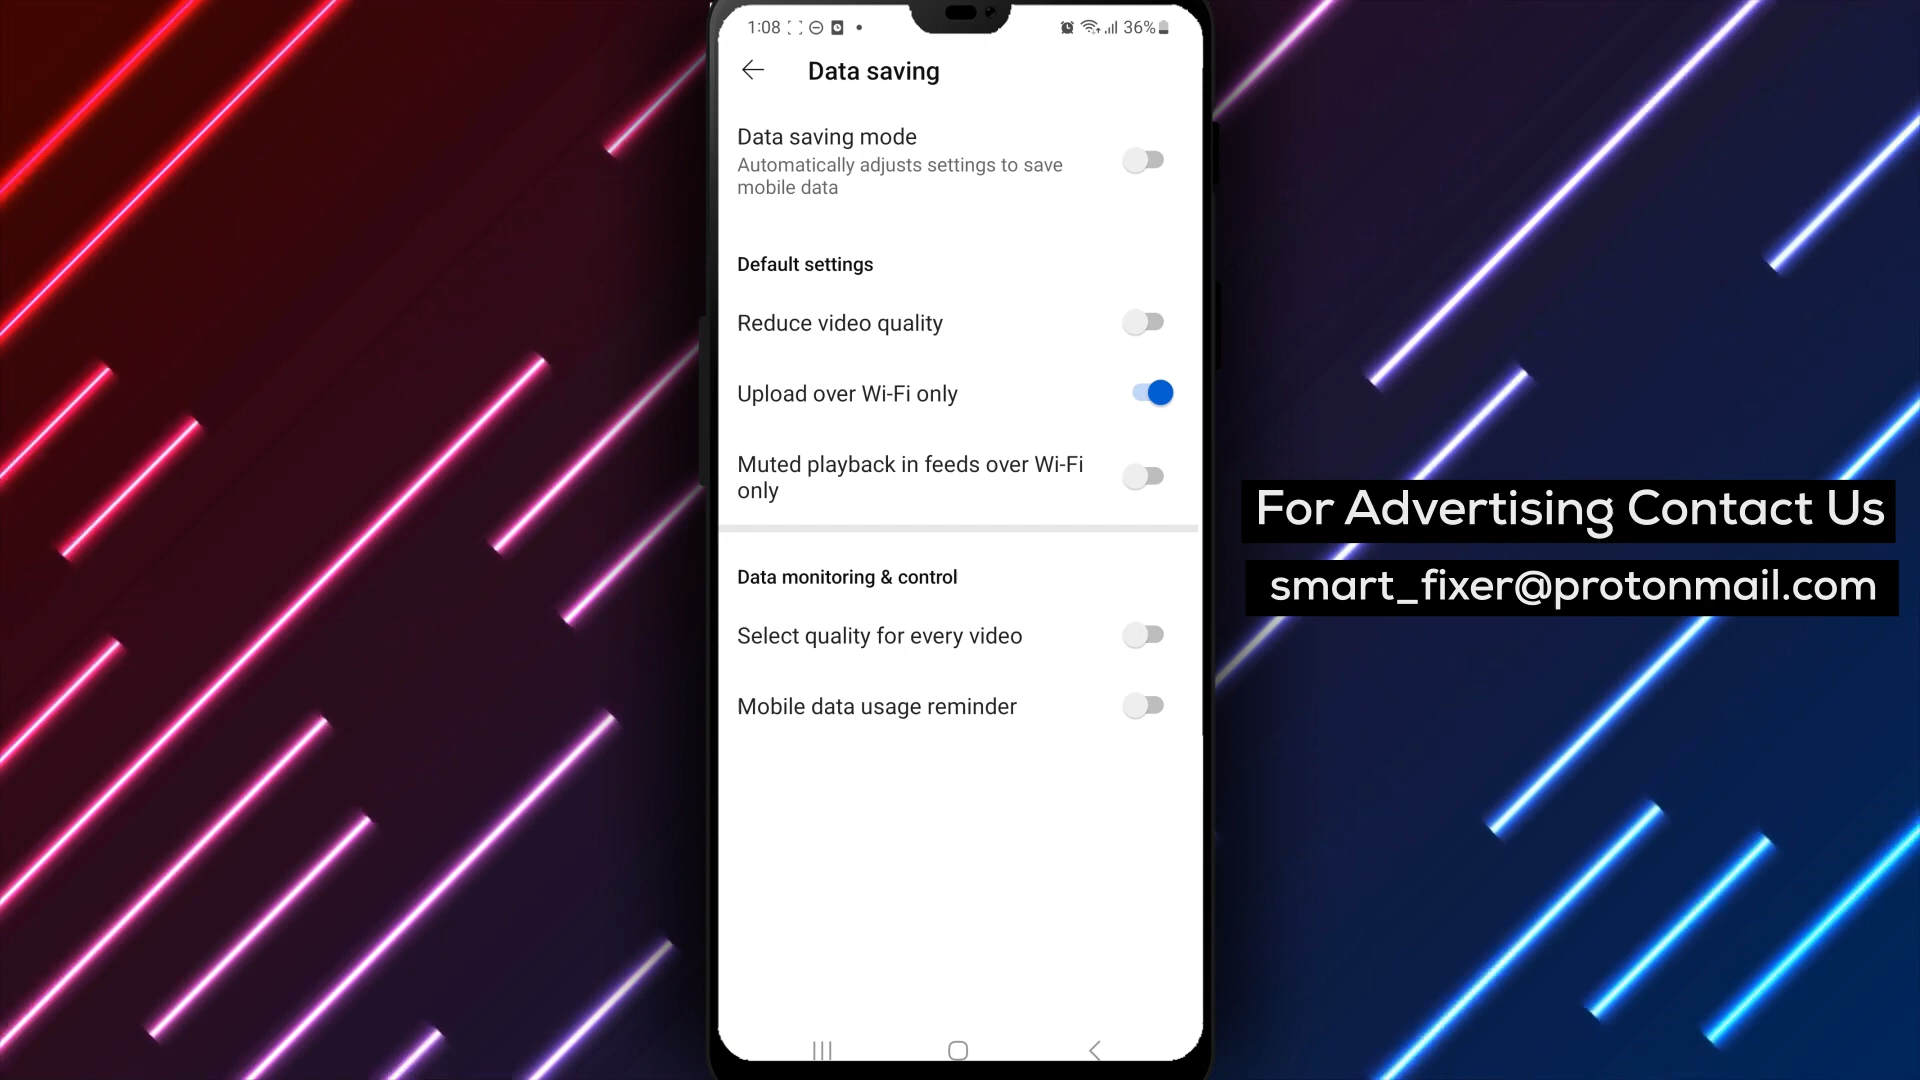 1:08
36%
Data saving
Data saving mode
Automatically adjusts settings to save
mobile data
Default settings
Reduce video quality
Upload over Wi-Fi only
Muted playback in feeds over Wi-Fi
only
Data monitoring & control
Select quality for every video
Mobile data usage reminder
For Advertising Contact Us
smart_fixer@protonmail.com